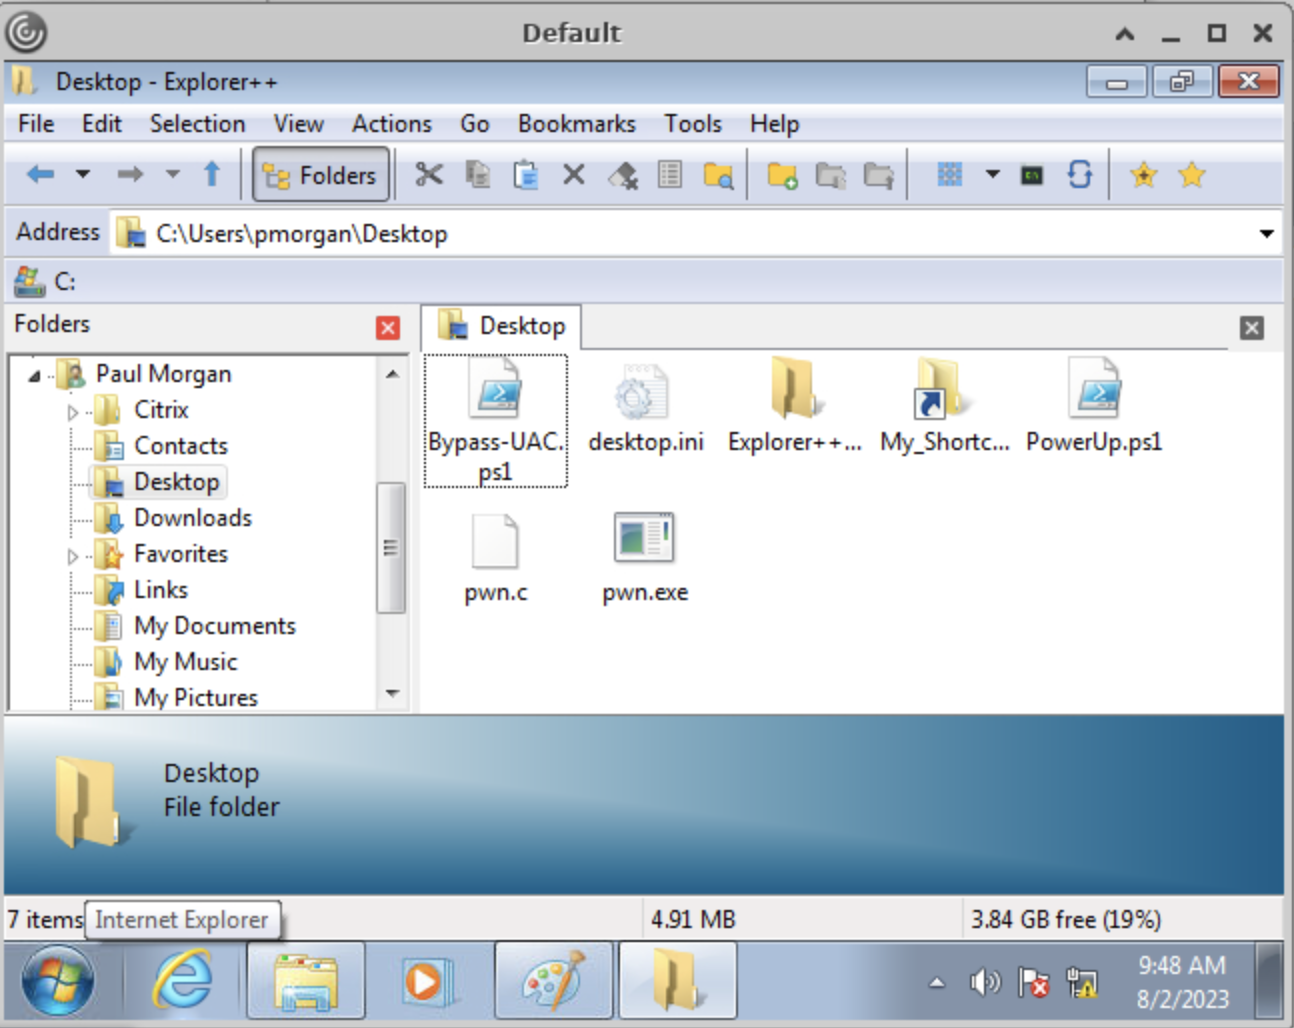 Default
Desktop - Explorer++
File Edit Selection View Actions Go Bookmarks Tools Help
Folders
Address C:\Users\pmorgan\Desktop
C:
Folders
Desktop
Paul Morgan
Citrix
Contacts
Desktop
Downloads
Favorites
Links
My Documents
My Music
My Pictures
Bypass-UAC.
ps1
desktop.ini
Explorer++...
My_Shortc...
PowerUp.ps1
pwn.c
pwn.exe
Desktop
File folder
7 items
Internet Explorer
4.91 MB
3.84 GB free (19%)
9:48 AM
8/2/2023